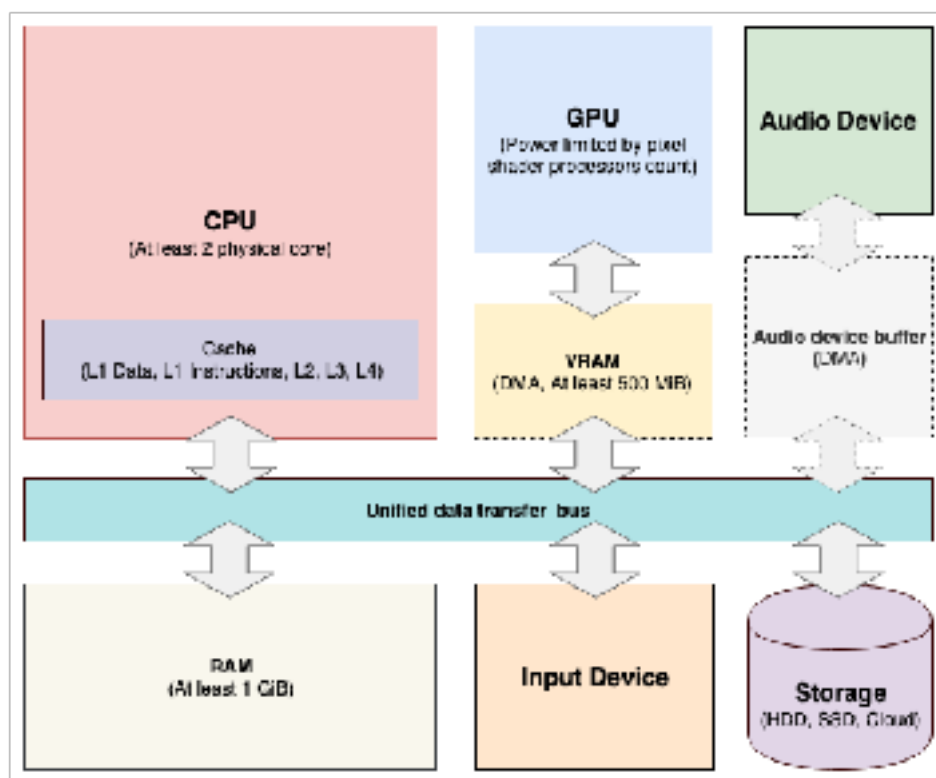 CPU
(At least 2 physical core)
Cache
(L1 Data, L1 Instructions, L2, L3, L4)
GPU
(Power limited by pixel
shader processors count)
VRAM
(DMA, At least 500 MiB)
Audio Device
Audio device buffer
(DMA)
Unified data transfer bus
RAM
(At least 1 GiB)
Input Device
Storage
(HDD, SSD, Cloud)